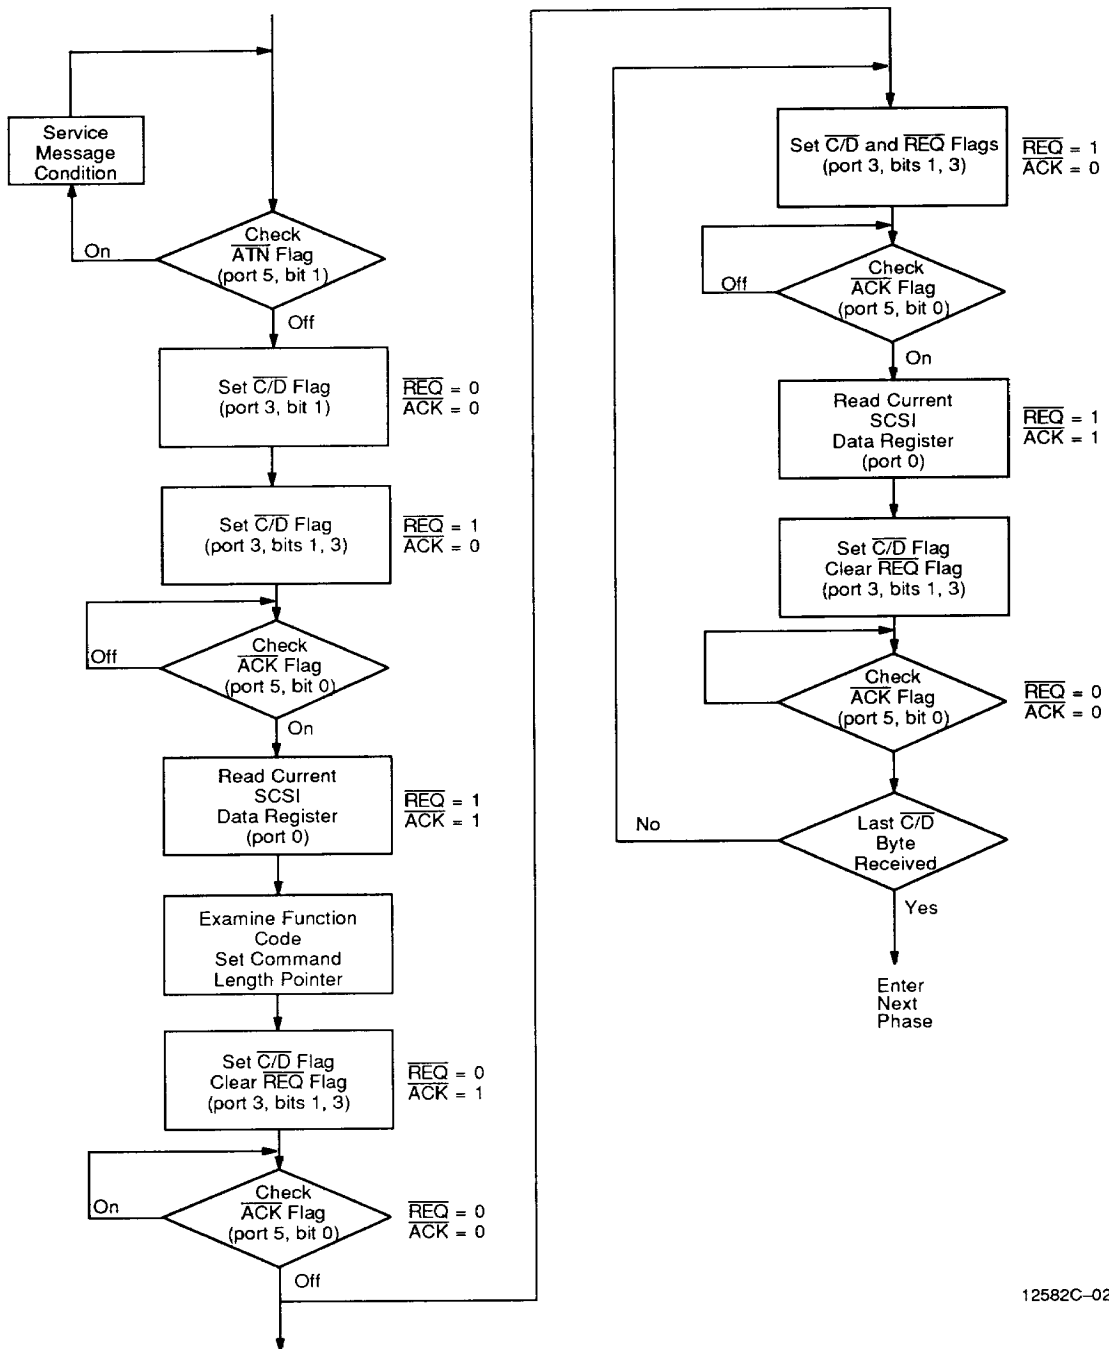 Service
Message
Condition
On
Check
ATN Flag
(port 5, bit 1)
Off
Set C/D Flag
(port 3, bit 1)
REQ = 0
ACK = 0
Set C/D Flag
(port 3, bits 1, 3)
REQ = 1
ACK = 0
Off
Check
ACK Flag
(port 5, bit 0)
On
Read Current
SCSI
Data Register
(port 0)
REQ = 1
ACK = 1
Examine Function
Code
Set Command
Length Pointer
Set C/D Flag
Clear REQ Flag
(port 3, bits 1, 3)
REQ = 0
ACK = 1
On
Check
ACK Flag
(port 5, bit 0)
REQ = 0
ACK = 0
Off
Set C/D and REQ Flags
(port 3, bits 1, 3)
REQ = 1
ACK = 0
Off
Check
ACK Flag
(port 5, bit 0)
On
Read Current
SCSI
Data Register
(port 0)
REQ = 1
ACK = 1
Set C/D Flag
Clear REQ Flag
(port 3, bits 1, 3)
Check
ACK Flag
(port 5, bit 0)
REQ = 0
ACK = 0
No
Last C/D
Byte
Received
Yes
Enter
Next
Phase
12582C–02